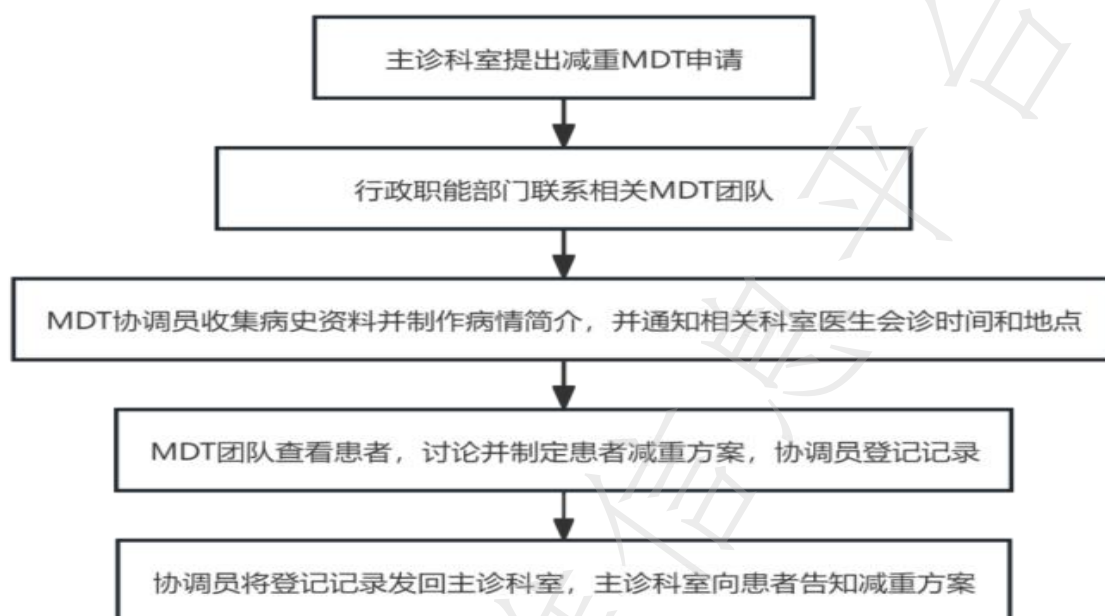 主诊科室提出减重MDT申请
行政职能部门联系相关MDT团队
MDT协调员收集病史资料并制作病情简介，并通知相关科室医生会诊时间和地点
MDT团队查看患者，讨论并制定患者减重方案，协调员登记记录
协调员将登记记录发回主诊科室，主诊科室向患者告知减重方案